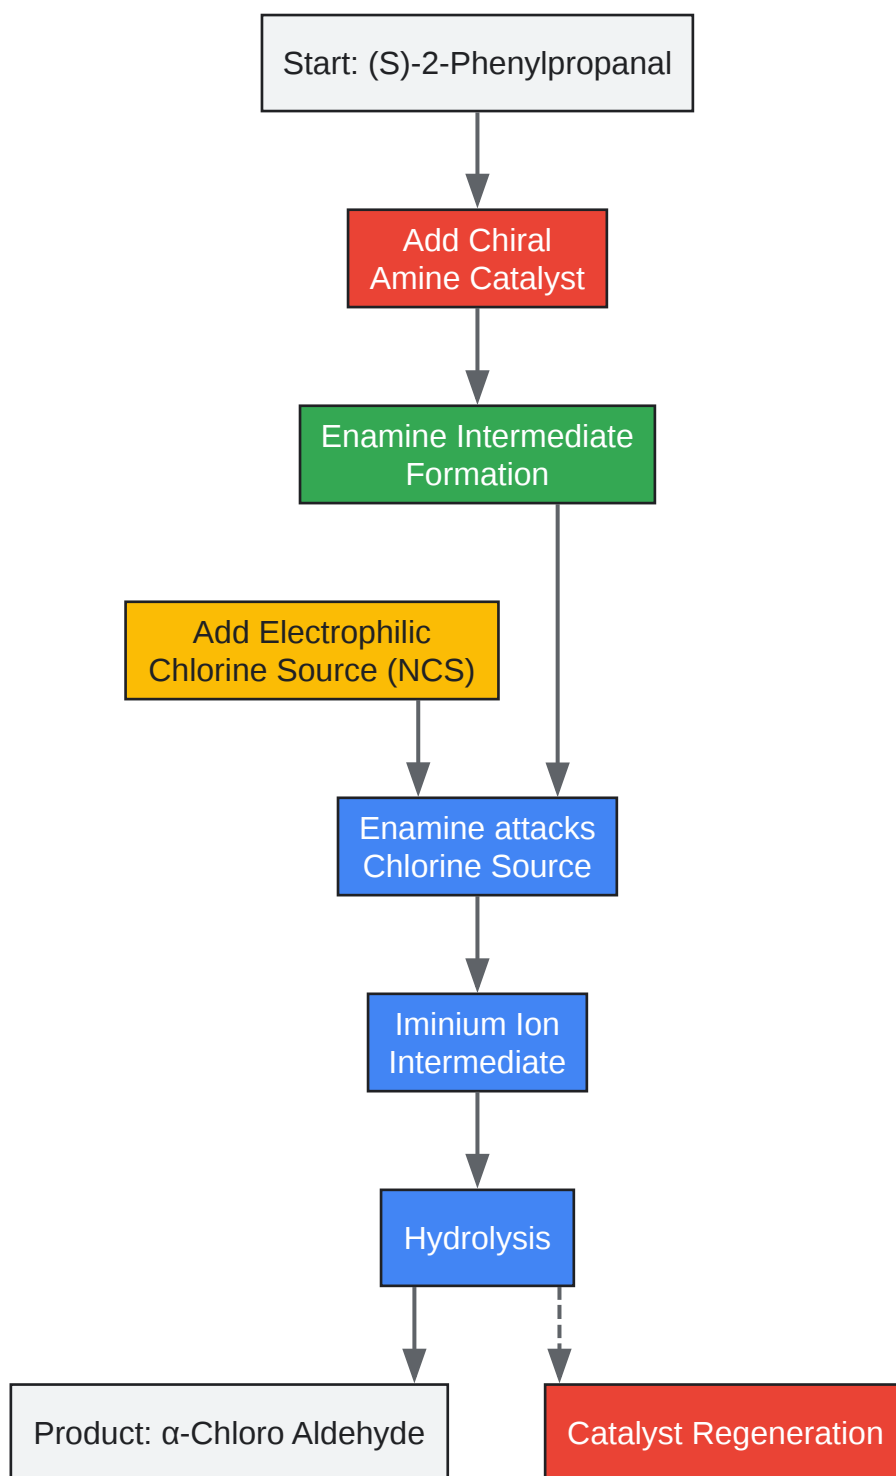 Start: (S)-2-Phenylpropanal
Add Chiral
Amine Catalyst
Enamine Intermediate
Formation
Add Electrophilic
Chlorine Source (NCS)
Enamine attacks
Chlorine Source
Iminium Ion
Intermediate
Hydrolysis
Product: α-Chloro Aldehyde
Catalyst Regeneration